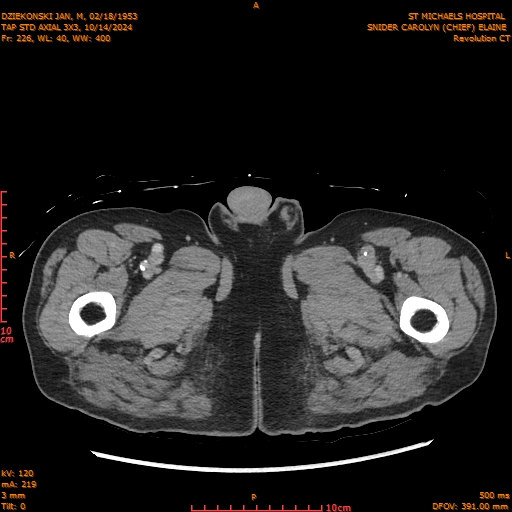 DZIEKONSKI JAN, M, 02/18/1953
TAP STD AXIAL 3X3, 10/14/2024
Fr: 226, WL: 40, WW: 400
A
ST MICHAELS HOSPITAL
SNIDER CAROLYN (CHIEF) ELAINE
Revolution CT
R
L
10
cm
kV: 120
mA: 219
3 mm
Tilt: 0
P
10cm
500 ms
DFOV: 391.00 mm